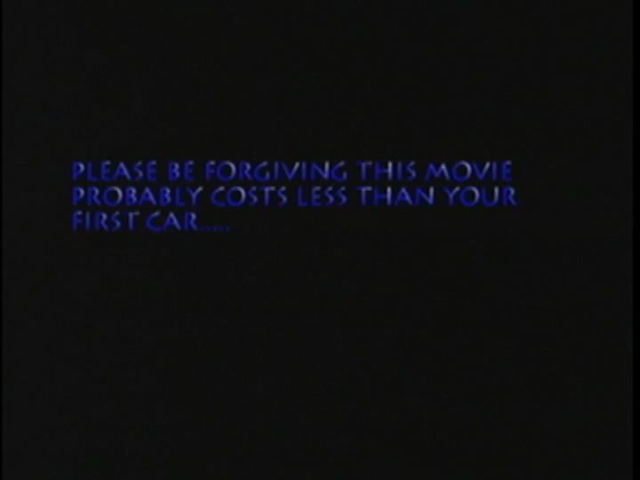 PLEASE BE FORGIVING THIS MOVIE
PROBABLY COSTS LESS THAN YOUR
FIRST CAR.....